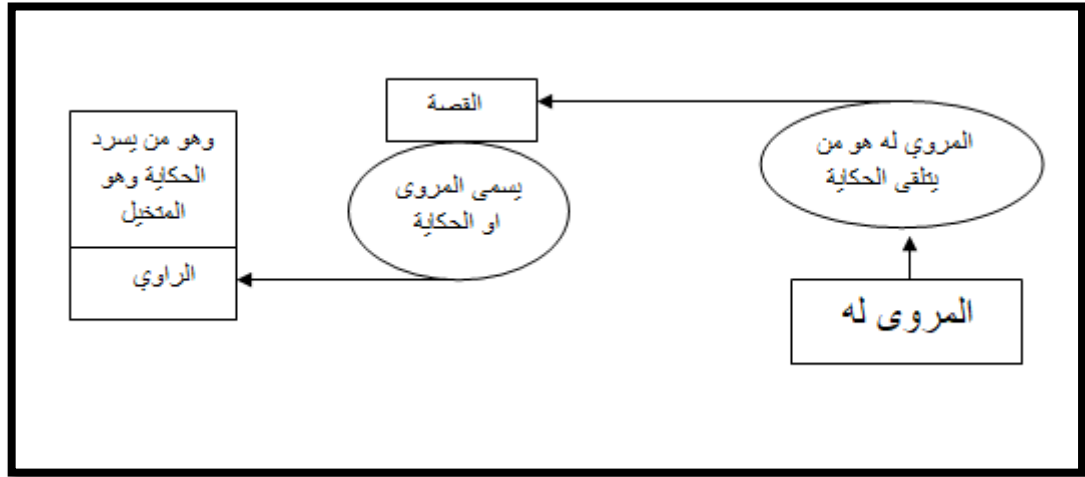 المروي له هو من
يتلقى الحكاية
المروى له
القصة
يسمى المروى
او الحكاية
وهو من يسرد
الحكاية وهو
المتخيل
الراوي